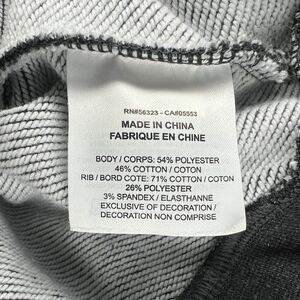 RN#56323 - CA#05553
MADE IN CHINA
FABRIQUE EN CHINE
BODY / CORPS: 54% POLYESTER
46% COTTON / COTON
RIB / BORD COTE: 71% COTTON / COTON
26% POLYESTER
3% SPANDEX / ELASTHANNE
EXCLUSIVE OF DECORATION /
DECORATION NON COMPRISE